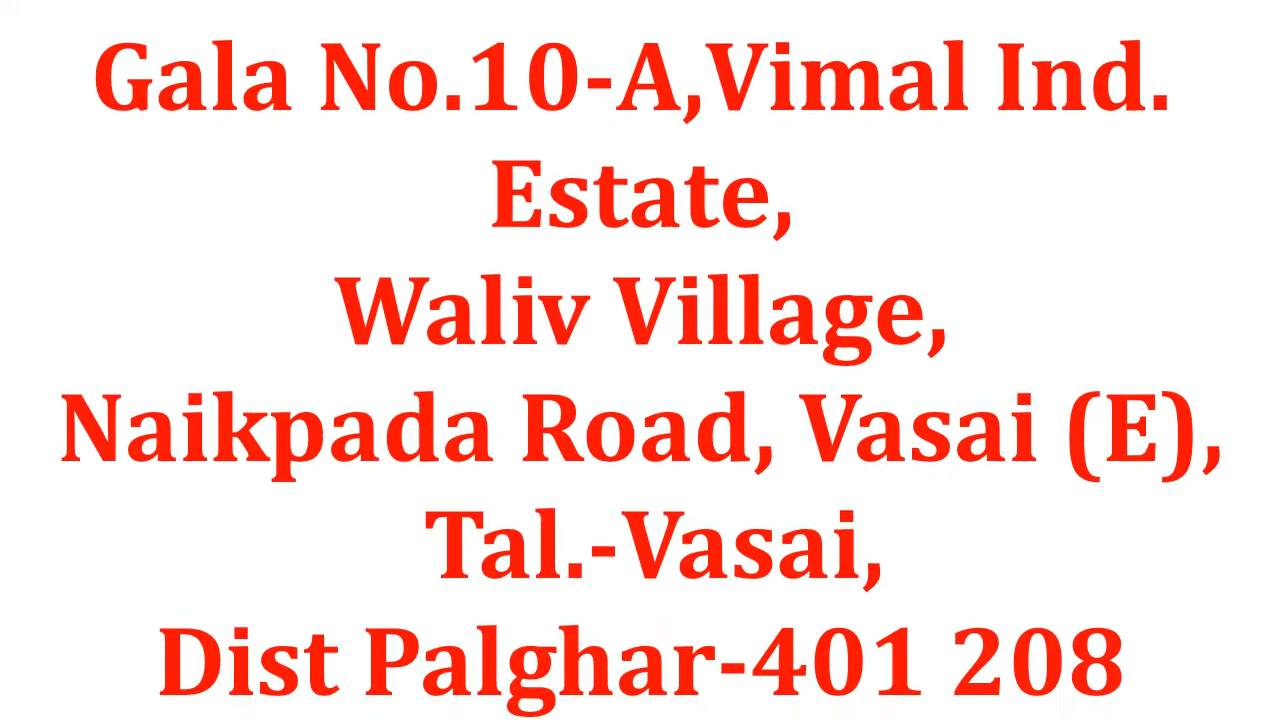 Gala No.10-A,Vimal Ind.
Estate,
Waliv Village,
Naikpada Road, Vasai (E),
Tal.-Vasai,
Dist Palghar-401 208